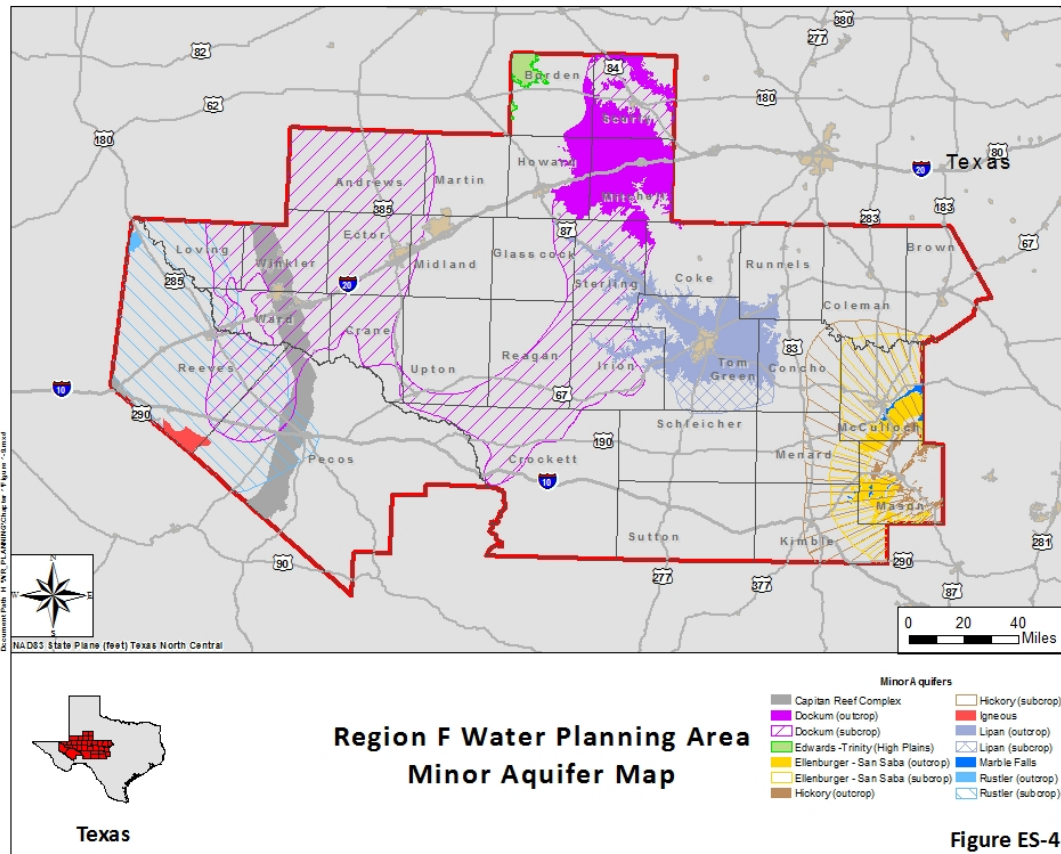 380
82
277
84
Borden
62
180
Scurry
180
80
Howard
Texas
20
Andrews
Martin
Mitchell
385
283
183
Ector
87
Loving
Glasscock
Brown
67
Winkler
Midland
Runnels
285
Sterling
Coke
20
Coleman
Ward
Crane
Reagan
83
Reeves
Upton
Irion
Tom
Green
Concho
10
67
290
McCulloch
Schleicher
190
Pecos
Menard
Crockett
10
Mason
Sutton
Kimble
281
90
290
277
377
87
N
W
E
S
0 20 40
Miles
NAD83 State Plane (feet) Texas North Central
Minor Aquifers
Capitan Reef Complex
Dockum (outcrop)
Dockum (subcrop)
Edwards -Trinity (High Plains)
Ellenburger - San Saba (outcrop)
Ellenburger - San Saba (subcrop)
Hickory (outcrop)
Hickory (subcrop)
Igneous
Lipan (outcrop)
Lipan (subcrop)
Marble Falls
Rustler (outcrop)
Rustler (subcrop)
Region F Water Planning Area
Minor Aquifer Map
Texas
Figure ES-4